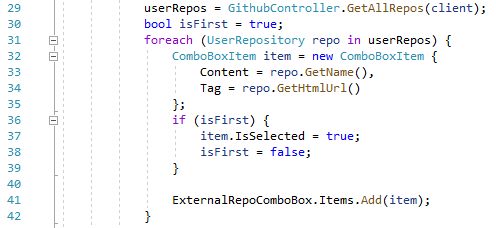 29 userRepos = GithubController.GetAllRepos(client);
30 bool isFirst = true;
31 foreach (UserRepository repo in userRepos) {
32 ComboBoxItem item = new ComboBoxItem {
33 Content = repo.GetName(),
34 Tag = repo.GetHtmlUrl()
35 };
36 if (isFirst) {
37 item.IsSelected = true;
38 isFirst = false;
39 }
40
41 ExternalRepoComboBox.Items.Add(item);
42 }